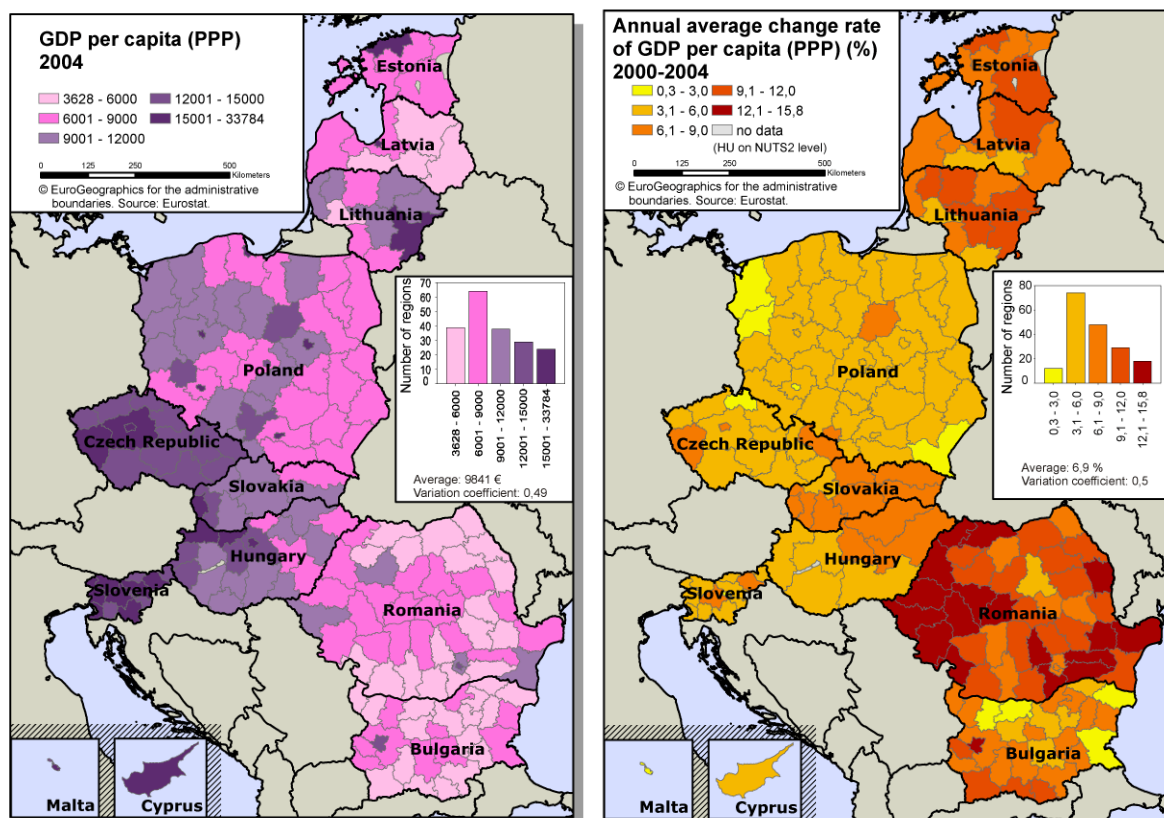 GDP per capita (PPP)
2004
3628 - 6000
6001 - 9000
9001 - 12000
12001 - 15000
15001 - 33784
0 125 250 500
Kilometers
© EuroGeographics for the administrative
boundaries. Source: Eurostat.
Estonia
Latvia
Lithuania
Poland
Czech Republic
Slovakia
Hungary
Slovenia
Romania
Bulgaria
Malta
Cyprus
Number of regions
70
60
50
40
30
20
10
0
3628 - 6000
6001 - 9000
9001 - 12000
12001 - 15000
15001 - 33784
Average: 9841 €
Variation coefficient: 0,49
Annual average change rate
of GDP per capita (PPP) (%)
2000-2004
0,3 - 3,0
3,1 - 6,0
6,1 - 9,0
9,1 - 12,0
12,1 - 15,8
no data
(HU on NUTS2 level)
0 125 250 500
Kilometers
© EuroGeographics for the administrative
boundaries. Source: Eurostat.
Estonia
Latvia
Lithuania
Poland
Czech Republic
Slovakia
Hungary
Slovenia
Romania
Bulgaria
Malta
Cyprus
Number of regions
80
60
40
20
0
0,3 - 3,0
3,1 - 6,0
6,1 - 9,0
9,1 - 12,0
12,1 - 15,8
Average: 6,9 %
Variation coefficient: 0,5